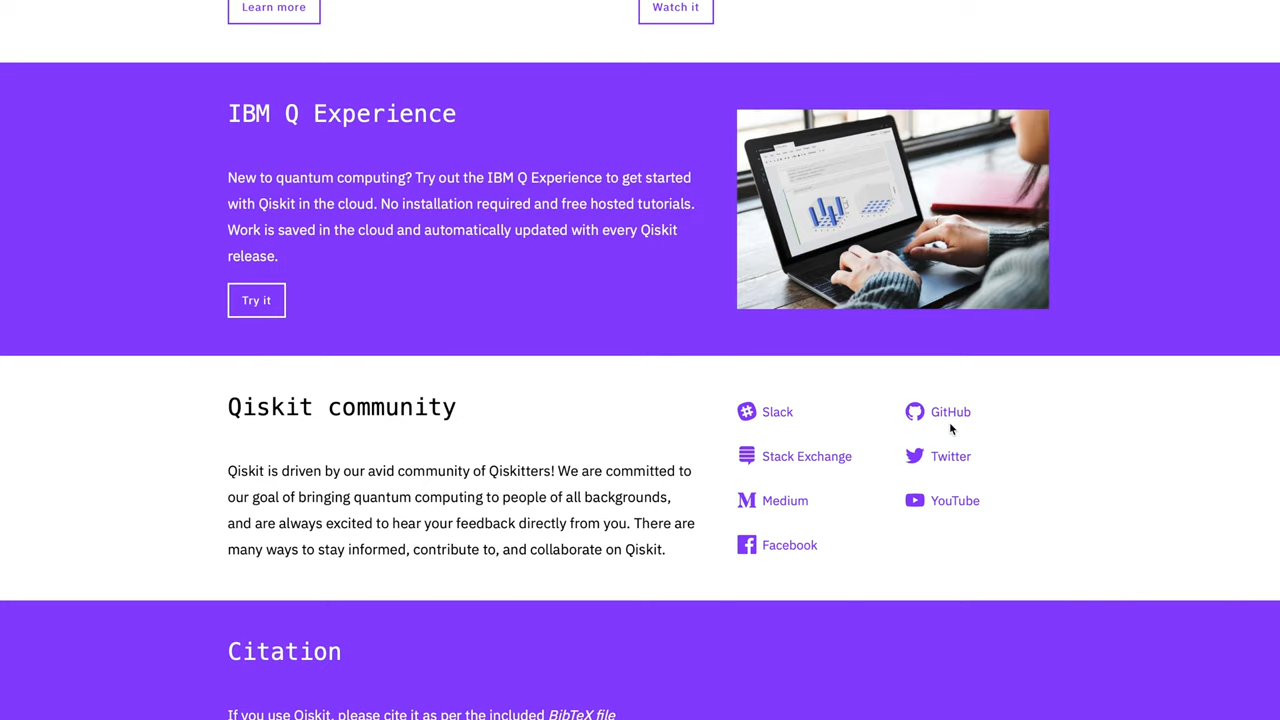 Learn more
Watch it
IBM Q Experience
New to quantum computing? Try out the IBM Q Experience to get started
with Qiskit in the cloud. No installation required and free hosted tutorials.
Work is saved in the cloud and automatically updated with every Qiskit
release.
Try it
Qiskit community
Qiskit is driven by our avid community of Qiskitters! We are committed to
our goal of bringing quantum computing to people of all backgrounds,
and are always excited to hear your feedback directly from you. There are
many ways to stay informed, contribute to, and collaborate on Qiskit.
Slack
GitHub
Stack Exchange
Twitter
Medium
YouTube
Facebook
Citation
If you use Qiskit, please cite it as per the included BibTeX file